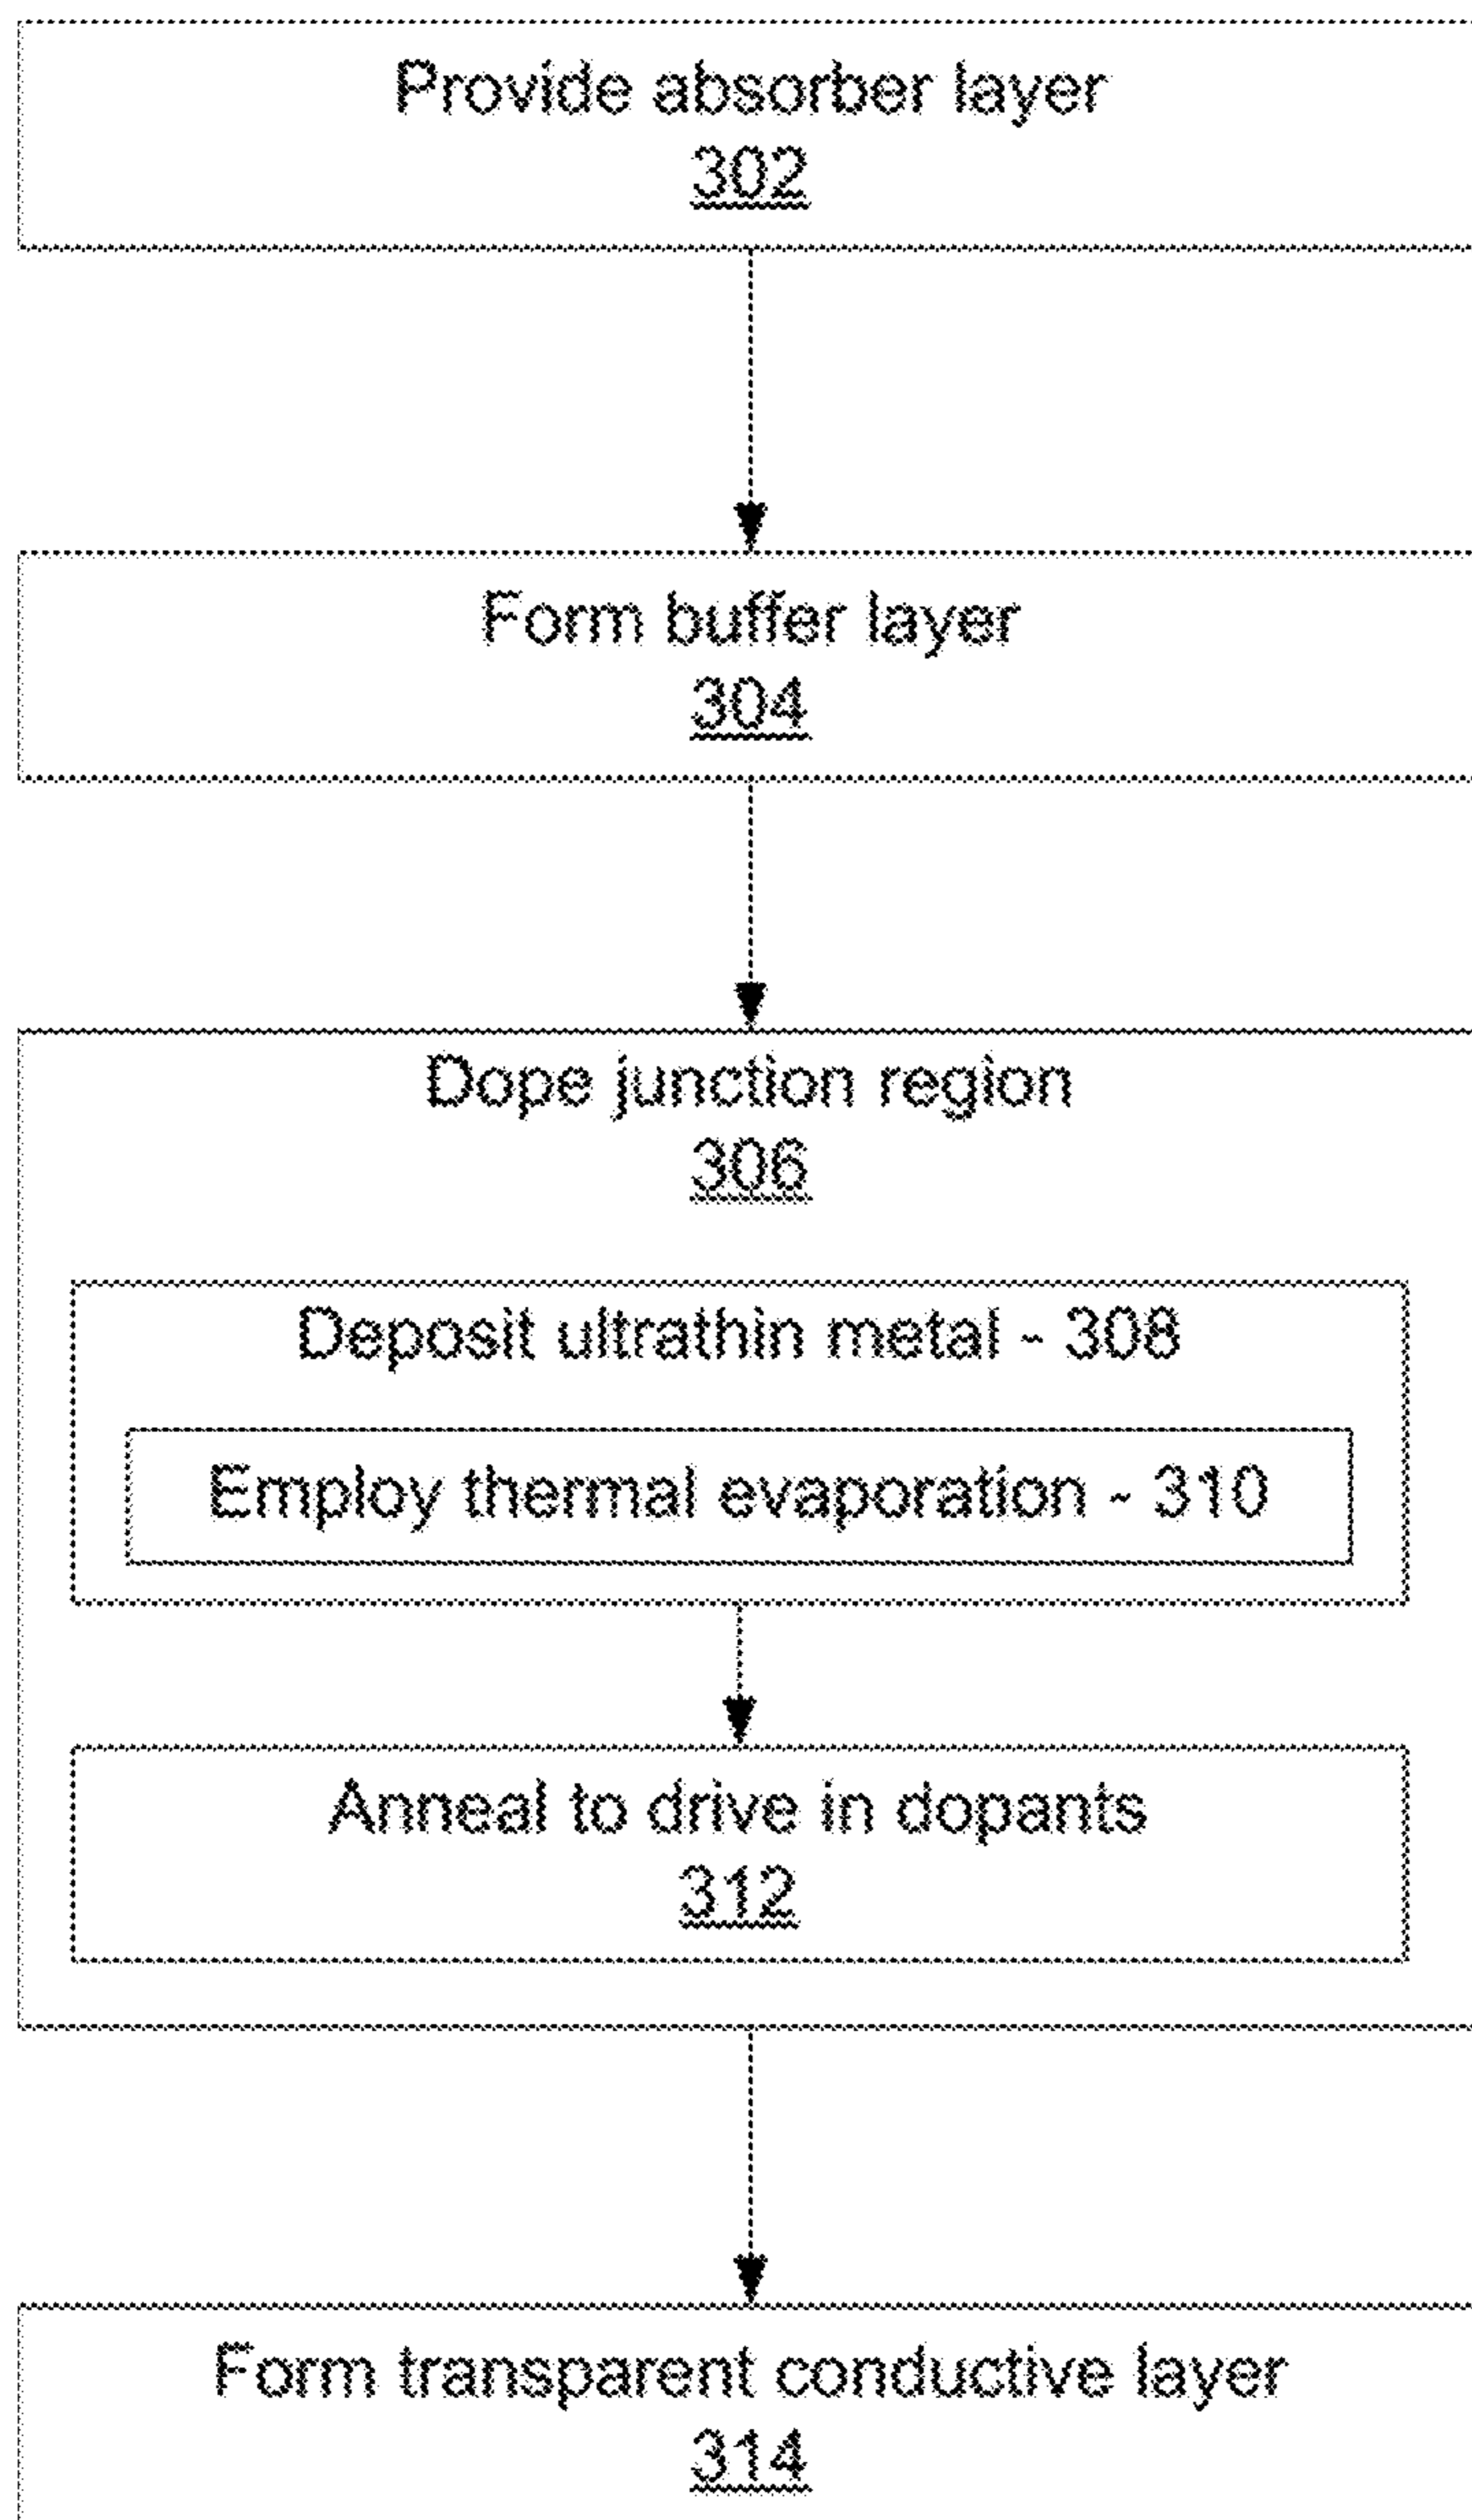 Provide absorber layer
302
Form buffer layer
304
Dope junction region
306
Deposit ultrathin metal - 308
Employ thermal evaporation - 310
Anneal to drive in dopants
312
Form transparent conductive layer
314